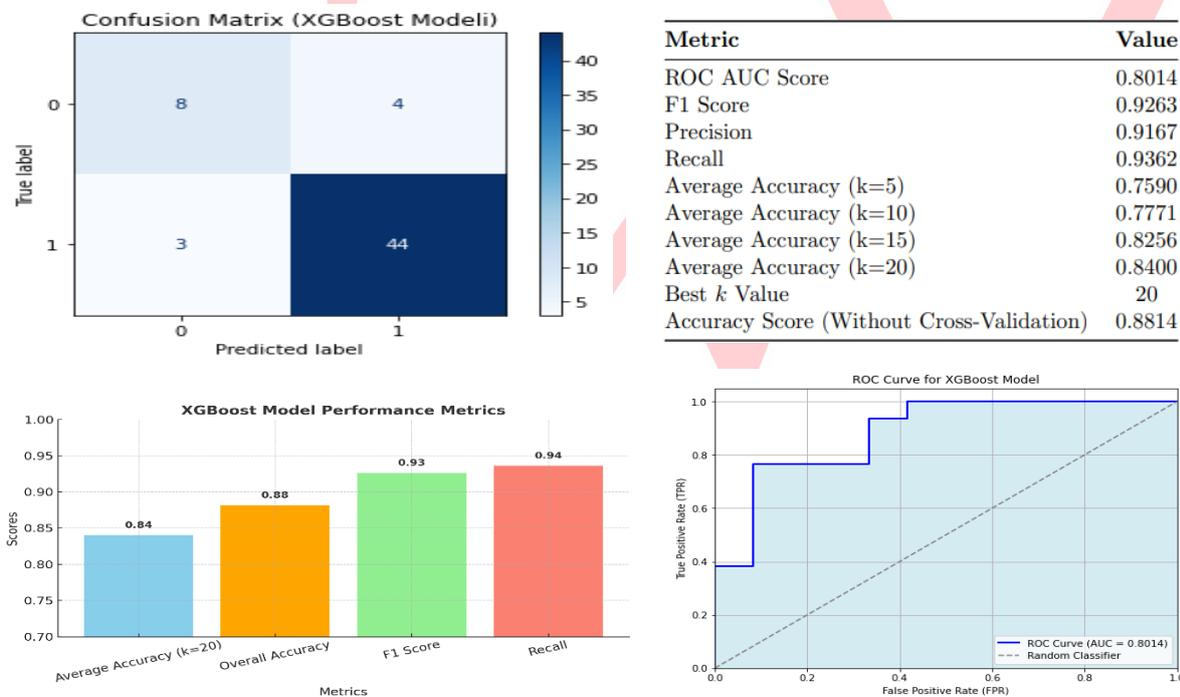 Confusion Matrix (XGBoost Modeli)
True label
0
8
4
1
3
44
0
1
Predicted label
40
35
30
25
20
15
10
5
Metric Value
ROC AUC Score 0.8014
F1 Score 0.9263
Precision 0.9167
Recall 0.9362
Average Accuracy (k=5) 0.7590
Average Accuracy (k=10) 0.7771
Average Accuracy (k=15) 0.8256
Average Accuracy (k=20) 0.8400
Best k Value 20
Accuracy Score (Without Cross-Validation) 0.8814
XGBoost Model Performance Metrics
Scores
1.00
0.95
0.90
0.85
0.80
0.75
0.70
0.84
0.88
0.93
0.94
Average Accuracy (k=20)
Overall Accuracy
F1 Score
Recall
Metrics
ROC Curve for XGBoost Model
True Positive Rate (TPR)
1.0
0.8
0.6
0.4
0.2
0.0
ROC Curve (AUC = 0.8014)
Random Classifier
0.0
0.2
0.4
0.6
0.8
False Positive Rate (FPR)